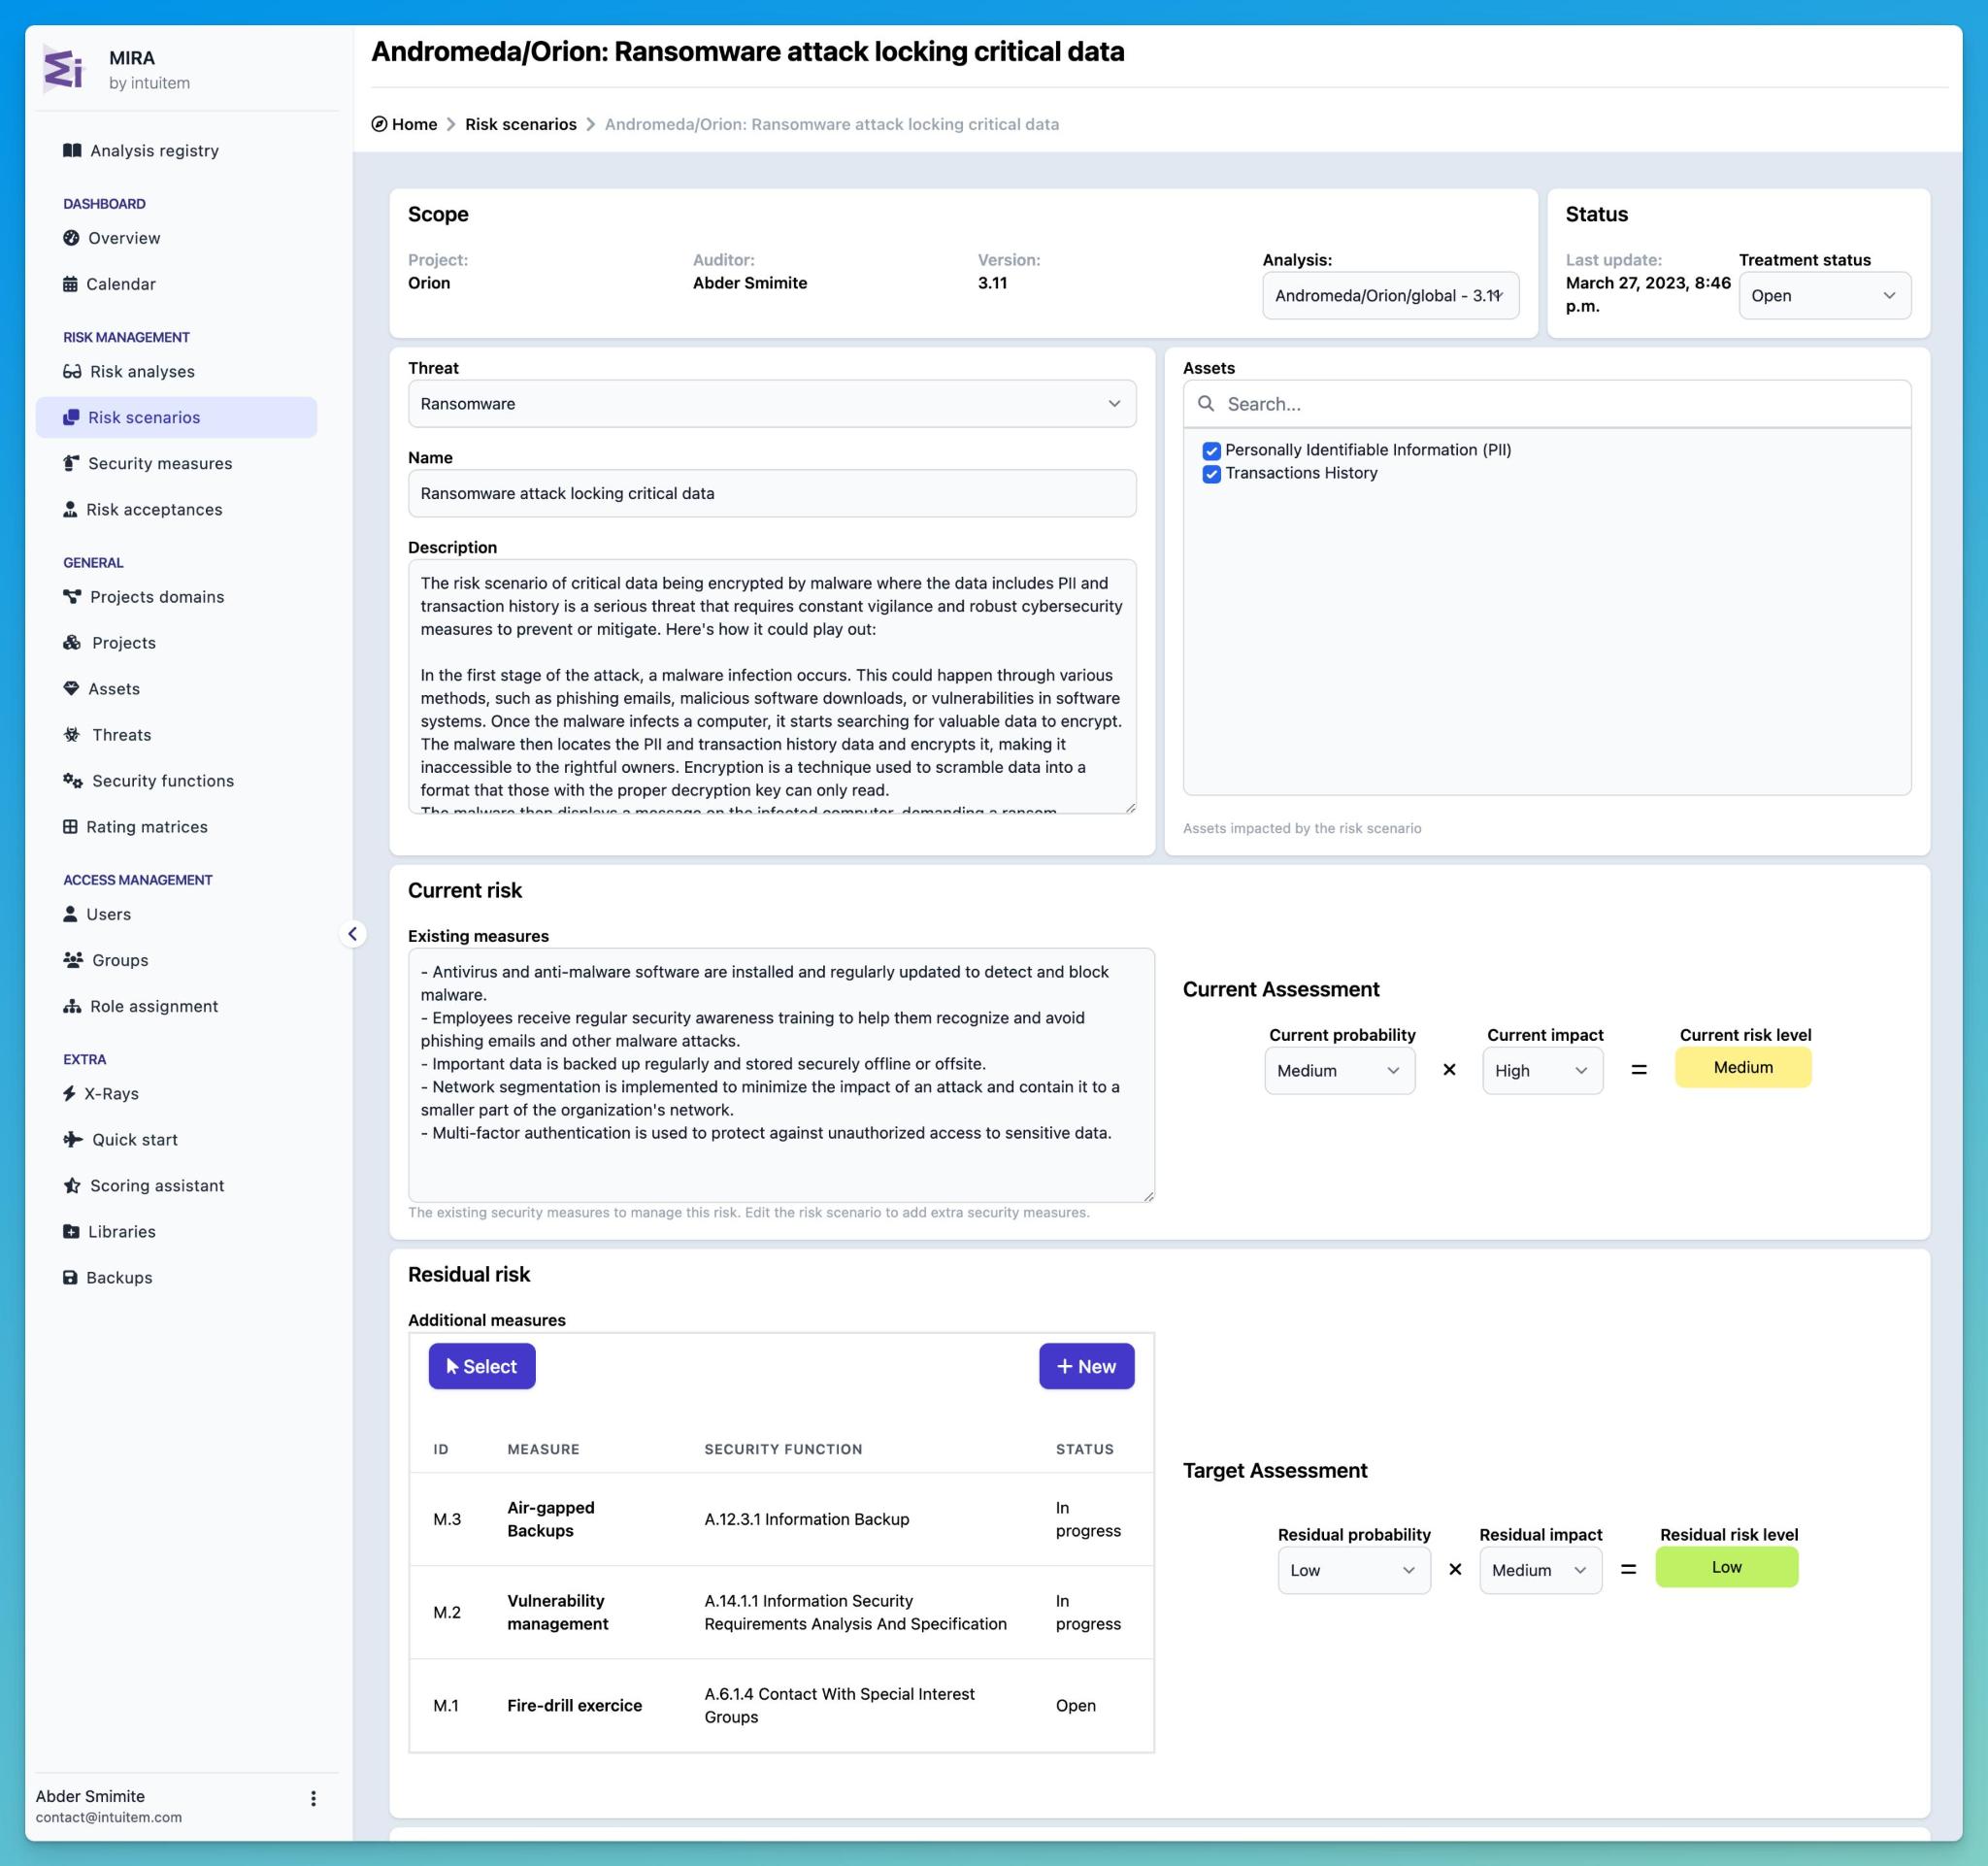 MIRA
by intuitem
Analysis registry
DASHBOARD
Overview
Calendar
RISK MANAGEMENT
Risk analyses
Risk scenarios
Security measures
Risk acceptances
GENERAL
Projects domains
Projects
Assets
Threats
Security functions
Rating matrices
ACCESS MANAGEMENT
Users
Groups
Role assignment
EXTRA
X-Rays
Quick start
Scoring assistant
Libraries
Backups
Abder Smimite
contact@intuitem.com
Andromeda/Orion: Ransomware attack locking critical data
Home > Risk scenarios > Andromeda/Orion: Ransomware attack locking critical data
Scope
Project:
Orion
Auditor:
Abder Smimite
Version:
3.11
Analysis:
Andromeda/Orion/global - 3.11
Status
Last update:
March 27, 2023, 8:46
p.m.
Treatment status
Open
Threat
Ransomware
Name
Ransomware attack locking critical data
Description
The risk scenario of critical data being encrypted by malware where the data includes PII and
transaction history is a serious threat that requires constant vigilance and robust cybersecurity
measures to prevent or mitigate. Here's how it could play out:
In the first stage of the attack, a malware infection occurs. This could happen through various
methods, such as phishing emails, malicious software downloads, or vulnerabilities in software
systems. Once the malware infects a computer, it starts searching for valuable data to encrypt.
The malware then locates the PII and transaction history data and encrypts it, making it
inaccessible to the rightful owners. Encryption is a technique used to scramble data into a
format that those with the proper decryption key can only read.
The malware then displays a message on the infected computer, demanding a ransom
Assets
Search...
Personally Identifiable Information (PII)
Transactions History
Assets impacted by the risk scenario
Current risk
Existing measures
- Antivirus and anti-malware software are installed and regularly updated to detect and block
malware.
- Employees receive regular security awareness training to help them recognize and avoid
phishing emails and other malware attacks.
- Important data is backed up regularly and stored securely offline or offsite.
- Network segmentation is implemented to minimize the impact of an attack and contain it to a
smaller part of the organization's network.
- Multi-factor authentication is used to protect against unauthorized access to sensitive data.
The existing security measures to manage this risk. Edit the risk scenario to add extra security measures.
Current Assessment
Current probability
Medium
×
Current impact
High
=
Current risk level
Medium
Residual risk
Additional measures
Select
+ New
ID MEASURE SECURITY FUNCTION STATUS
M.3
Air-gapped
Backups
A.12.3.1 Information Backup
In
progress
M.2
Vulnerability
management
A.14.1.1 Information Security
Requirements Analysis And Specification
In
progress
M.1
Fire-drill exercice
A.6.1.4 Contact With Special Interest
Groups
Open
Target Assessment
Residual probability
Low
×
Residual impact
Medium
=
Residual risk level
Low